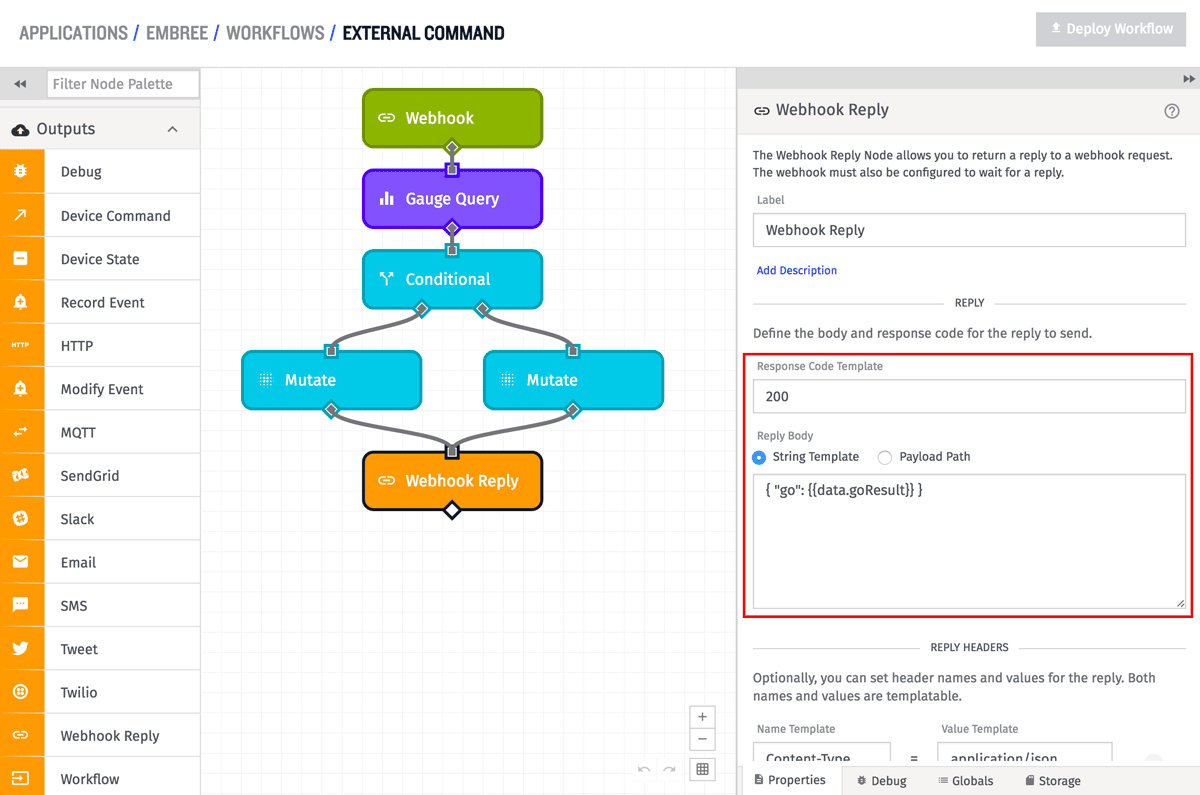 APPLICATIONS / EMBREE / WORKFLOWS / EXTERNAL COMMAND
Deploy Workflow
Filter Node Palette
Outputs
Debug
Device Command
Device State
Record Event
HTTP
HTTP
Modify Event
MQTT
SendGrid
Slack
Email
SMS
Tweet
Twilio
Webhook Reply
Workflow
Webhook
Gauge Query
Conditional
Mutate
Mutate
Webhook Reply
Webhook Reply
The Webhook Reply Node allows you to return a reply to a webhook request.
The webhook must also be configured to wait for a reply.
Label
Webhook Reply
Add Description
REPLY
Define the body and response code for the reply to send.
Response Code Template
200
Reply Body
String Template
Payload Path
{ "go": {{data.goResult}} }
REPLY HEADERS
Optionally, you can set header names and values for the reply. Both
names and values are templatable.
Name Template
Value Template
Content-Type = application/json
Properties
Debug
Globals
Storage